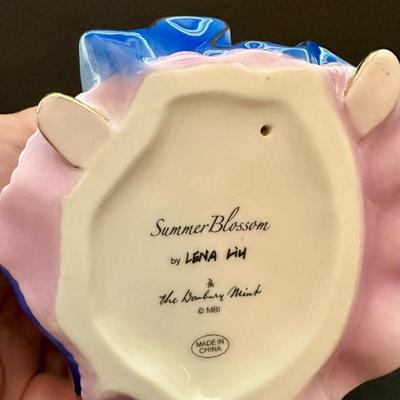 Summer Blossom
by LENA LIU
the Danbury Mint
© MBI
MADE IN
CHINA